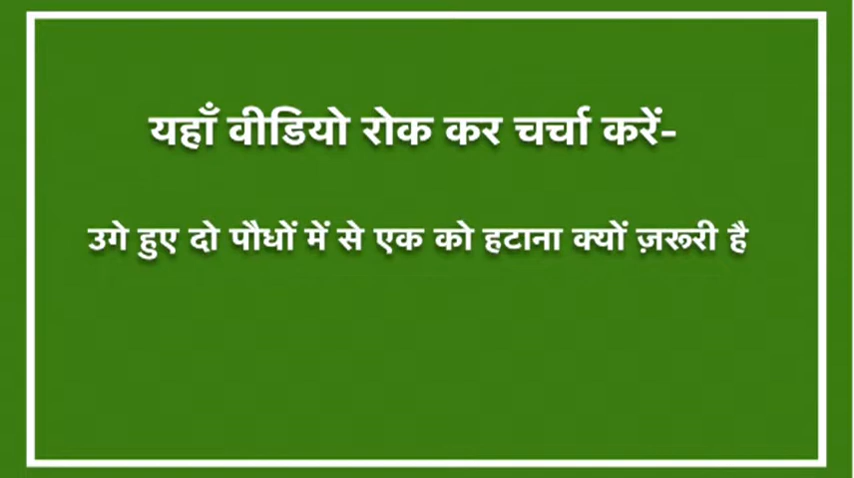 यहाँ वीडियो रोक कर चर्चा करें-
उगे हुए दो पौधों में से एक को हटाना क्यों ज़रूरी है